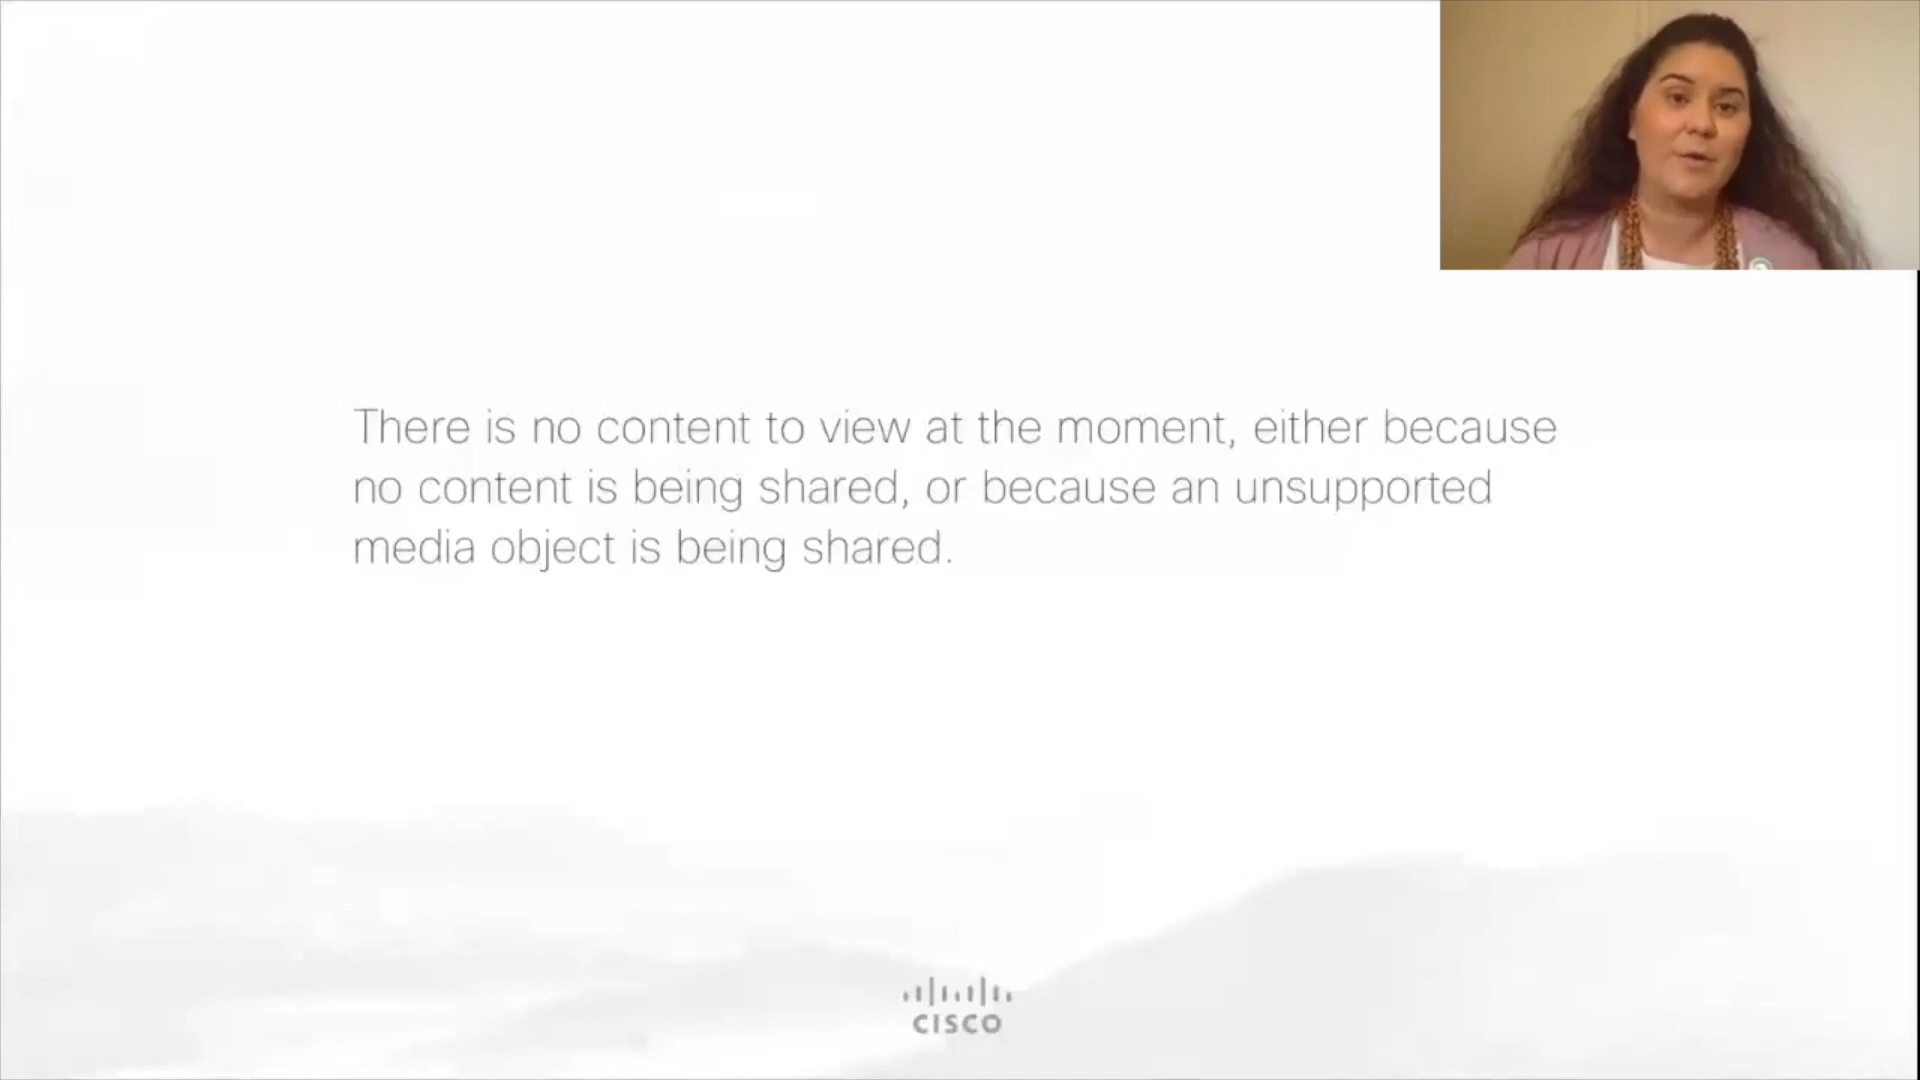 There is no content to view at the moment, either because
no content is being shared, or because an unsupported
media object is being shared.
CISCO